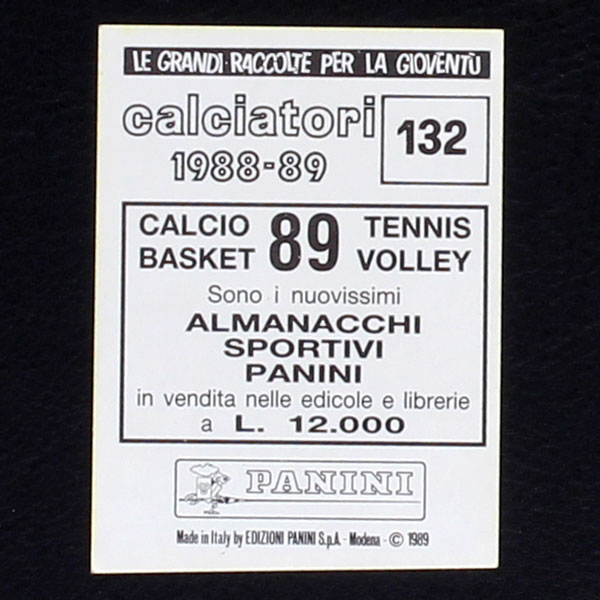 LE GRANDI RACCOLTE PER LA GIOVENTÙ
calciatori
1988-89
132
CALCIO 89 TENNIS
BASKET VOLLEY
Sono i nuovissimi
ALMANACCHI
SPORTIVI
PANINI
in vendita nelle edicole e librerie
a L. 12.000
PANINI
Made in Italy by EDIZIONI PANINI S.p.A. - Modena - © 1989